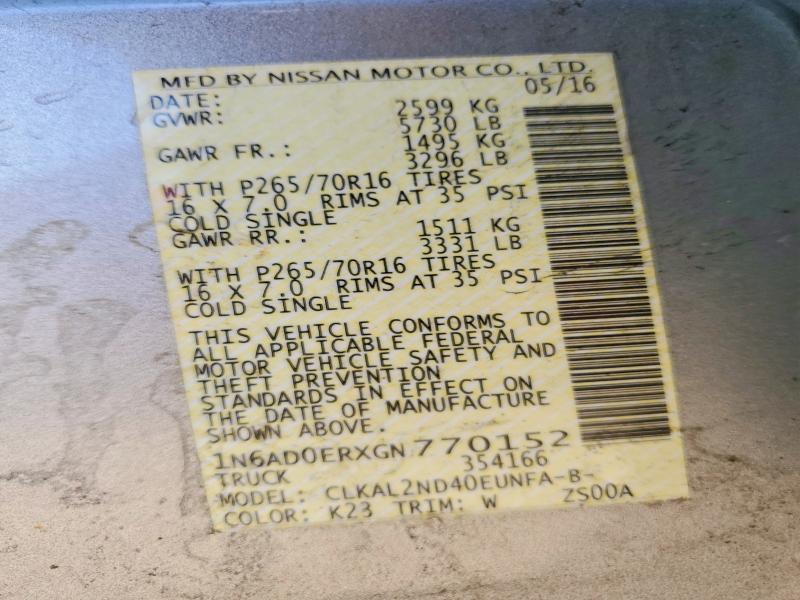 MFD BY NISSAN MOTOR CO., LTD.
DATE: 05/16
GVWR: 2599 KG
5730 LB
GAWR FR.: 1495 KG
3296 LB
WITH P265/70R16 TIRES
16 X 7.0 RIMS AT 35 PSI
COLD SINGLE
GAWR RR.: 1511 KG
3331 LB
WITH P265/70R16 TIRES
16 X 7.0 RIMS AT 35 PSI
COLD SINGLE
THIS VEHICLE CONFORMS TO
ALL APPLICABLE FEDERAL
MOTOR VEHICLE SAFETY AND
THEFT PREVENTION
STANDARDS IN EFFECT ON
THE DATE OF MANUFACTURE
SHOWN ABOVE.
1N6AD0ERXGN770152
TRUCK 354166
MODEL: CLKAL2ND40EUNFA-B-
COLOR: K23 TRIM: W ZS00A